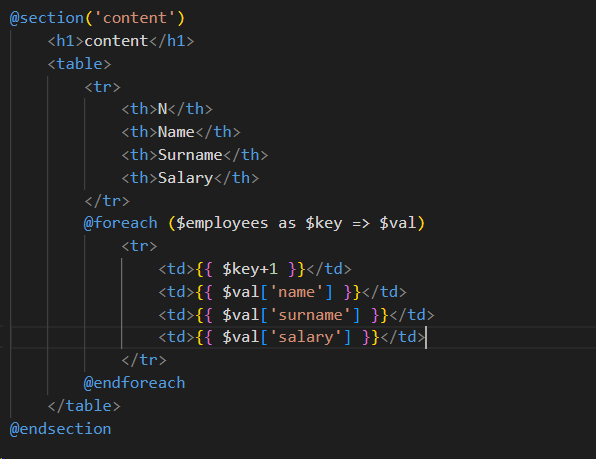 @section('content')
    <h1>content</h1>
    <table>
        <tr>
            <th>N</th>
            <th>Name</th>
            <th>Surname</th>
            <th>Salary</th>
        </tr>
        @foreach ($employees as $key => $val)
            <tr>
                <td>{{ $key+1 }}</td>
                <td>{{ $val['name'] }}</td>
                <td>{{ $val['surname'] }}</td>
                <td>{{ $val['salary'] }}</td>
            </tr>
        @endforeach
    </table>
@endsection